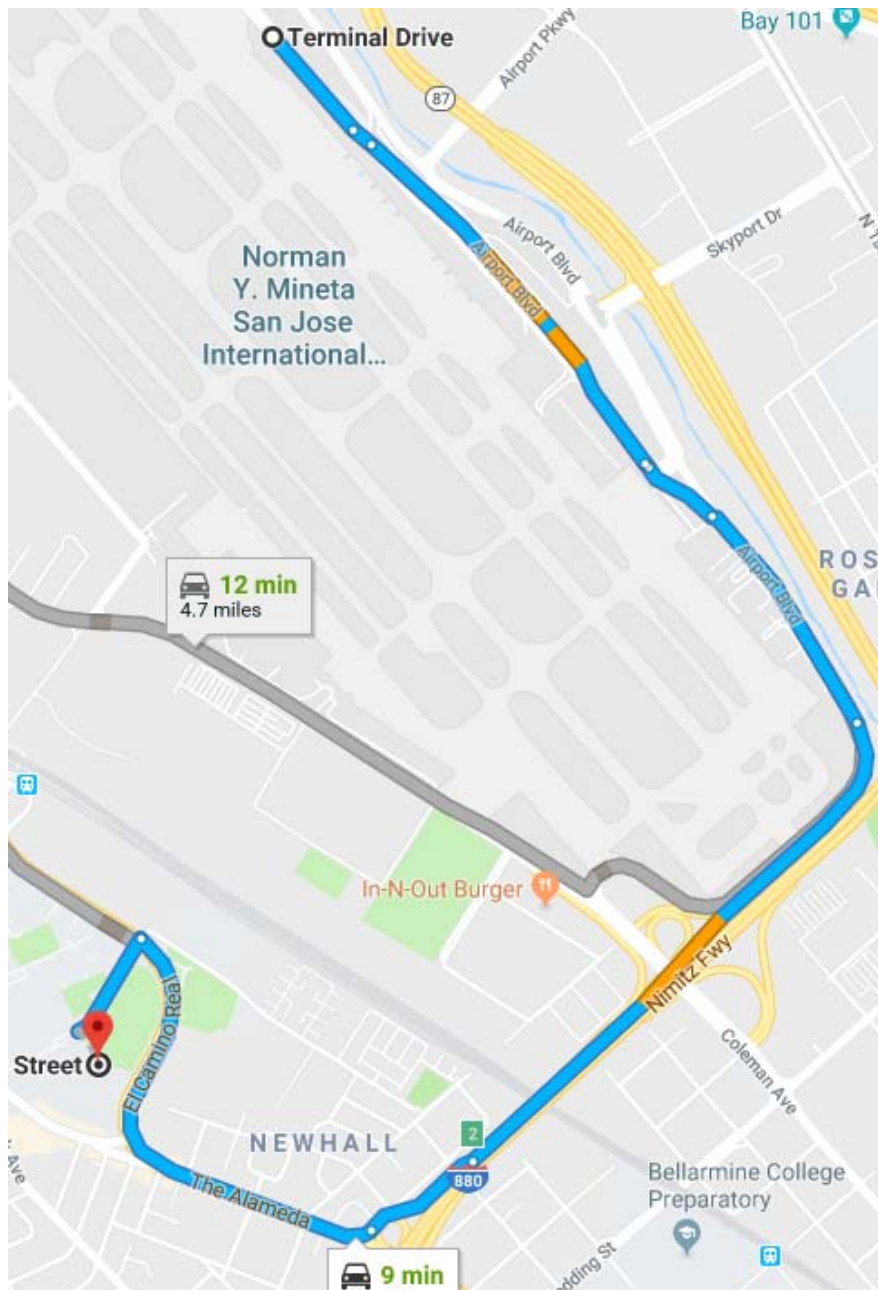 Terminal Drive
Bay 101
Airport Pkwy
87
Airport Blvd
Skyport Dr
Airport Blvd
Norman
Y. Mineta
San Jose
International...
12 min
4.7 miles
Airport Blvd
In-N-Out Burger
Nimitz Fwy
El Camino Real
Street
Coleman Ave
2
NEWHALL
880
Bellarmine College
Preparatory
The Alameda
9 min